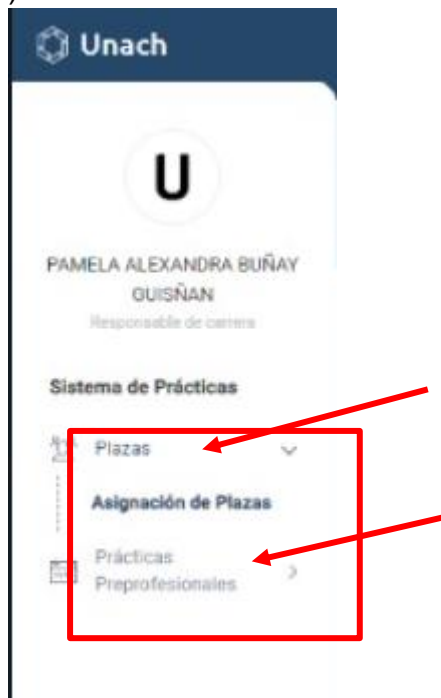 )
Unach
U
PAMELA ALEXANDRA BUÑAY
GUISÑAN
Responsable de carrera
Sistema de Prácticas
Plazas
Asignación de Plazas
Prácticas
Preprofesionales